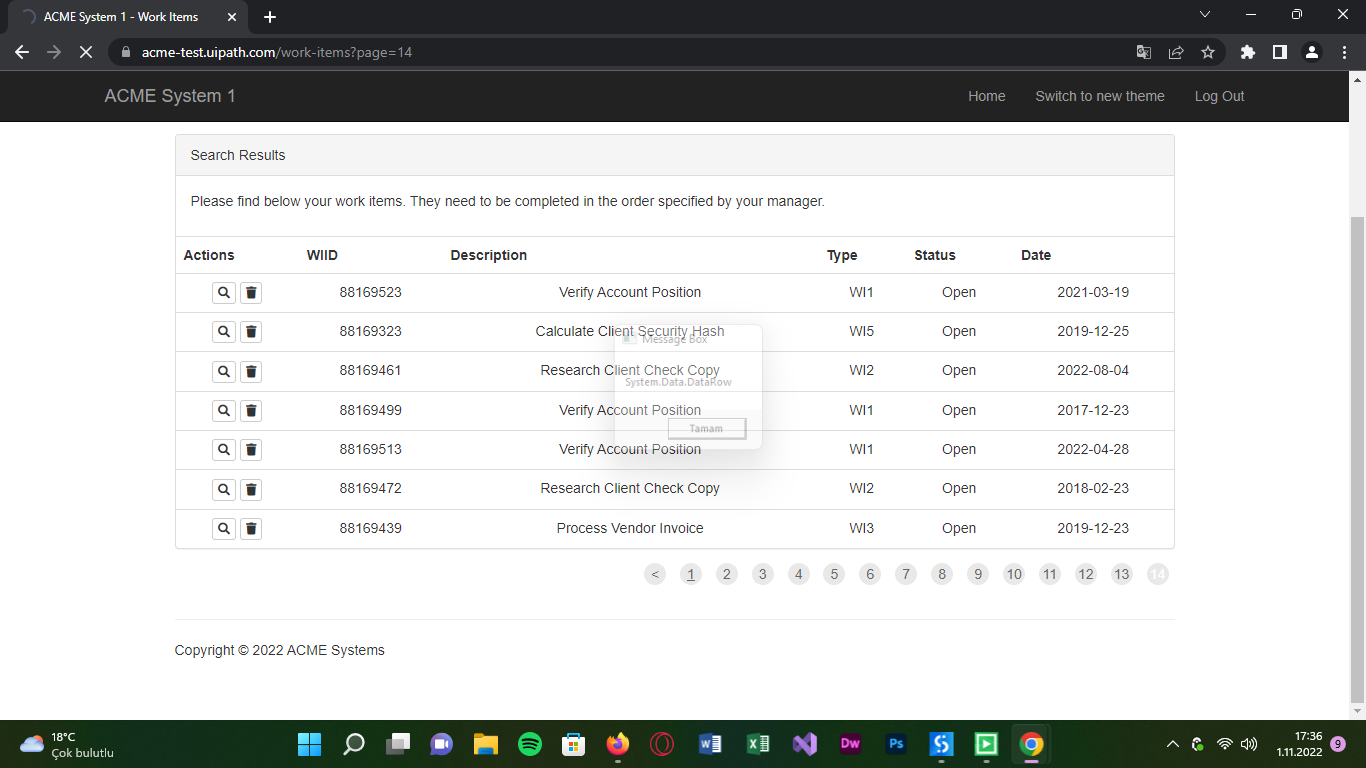 ACME System 1 - Work Items
acme-test.uipath.com/work-items?page=14
ACME System 1
Home Switch to new theme Log Out
Search Results
Please find below your work items. They need to be completed in the order specified by your manager.
Actions WIID Description Type Status Date
88169523 Verify Account Position WI1 Open 2021-03-19
88169323 Calculate Client Security Hash WI5 Open 2019-12-25
Message Box
88169461 Research Client Check Copy WI2 Open 2022-08-04
System.Data.DataRow
88169499 Verify Account Position WI1 Open 2017-12-23
Tamam
88169513 Verify Account Position WI1 Open 2022-04-28
88169472 Research Client Check Copy WI2 Open 2018-02-23
88169439 Process Vendor Invoice WI3 Open 2019-12-23
< 1 2 3 4 5 6 7 8 9 10 11 12 13 14
Copyright © 2022 ACME Systems
18°C
Çok bulutlu
Dw
Ps
17:36
1.11.2022
9